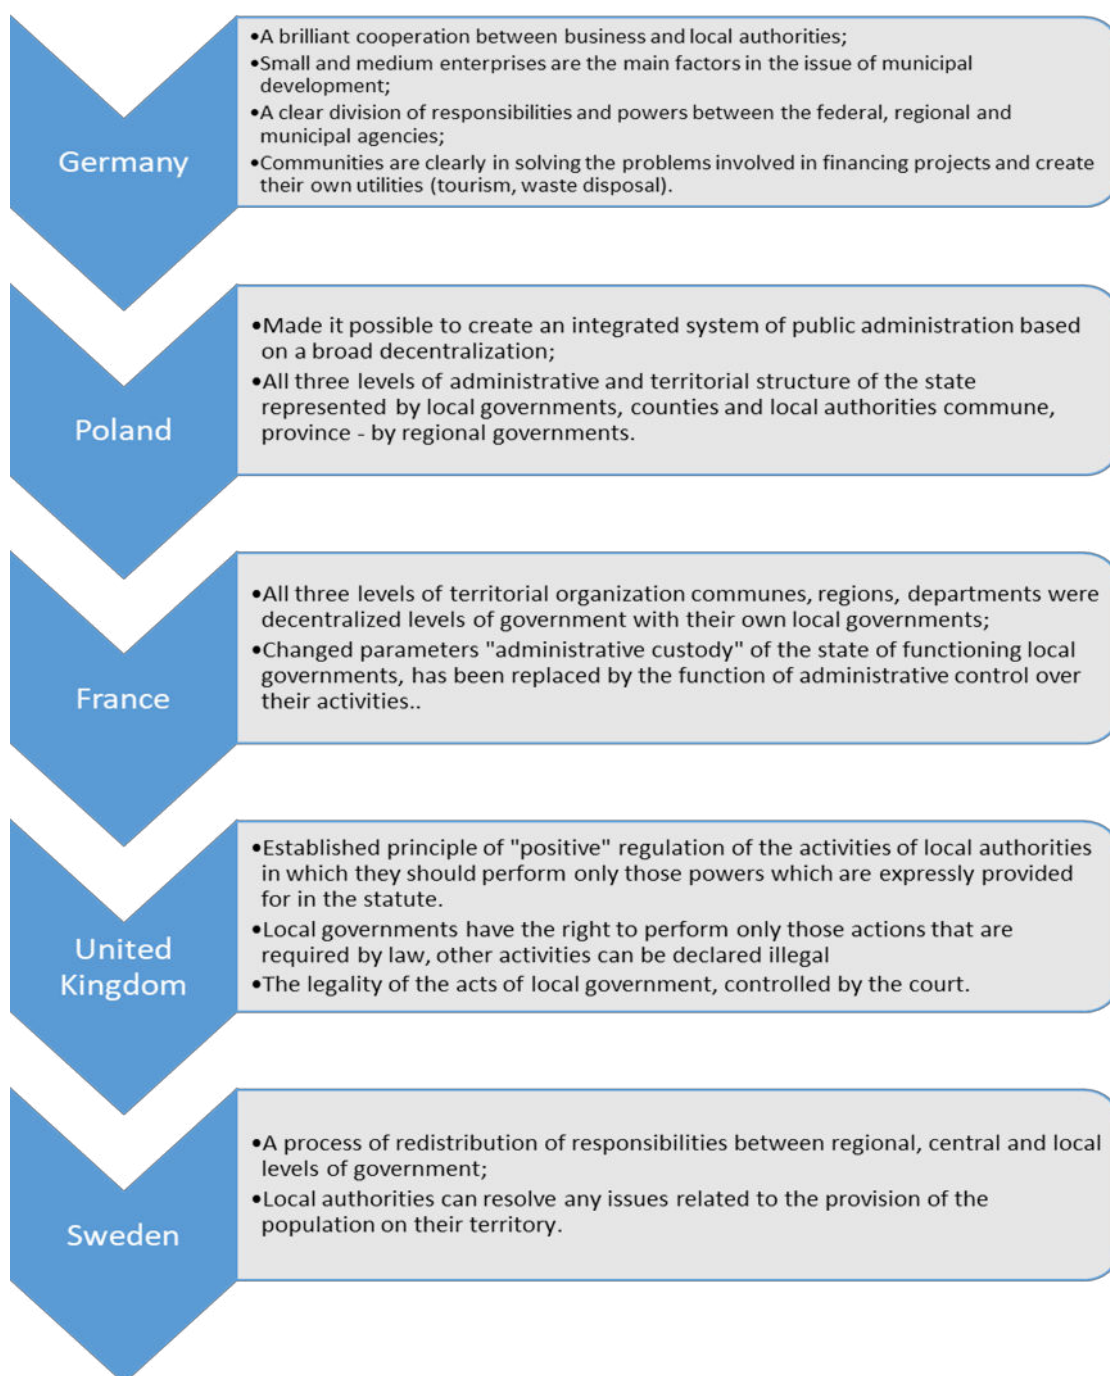 Germany
•A brilliant cooperation between business and local authorities;
•Small and medium enterprises are the main factors in the issue of municipal
development;
•A clear division of responsibilities and powers between the federal, regional and
municipal agencies;
•Communities are clearly in solving the problems involved in financing projects and create
their own utilities (tourism, waste disposal).
Poland
•Made it possible to create an integrated system of public administration based
on a broad decentralization;
•All three levels of administrative and territorial structure of the state
represented by local governments, counties and local authorities commune,
province - by regional governments.
France
•All three levels of territorial organization communes, regions, departments were
decentralized levels of government with their own local governments;
•Changed parameters "administrative custody" of the state of functioning local
governments, has been replaced by the function of administrative control over
their activities..
United
Kingdom
•Established principle of "positive" regulation of the activities of local authorities
in which they should perform only those powers which are expressly provided
for in the statute.
•Local governments have the right to perform only those actions that are
required by law, other activities can be declared illegal
•The legality of the acts of local government, controlled by the court.
Sweden
•A process of redistribution of responsibilities between regional, central and local
levels of government;
•Local authorities can resolve any issues related to the provision of the
population on their territory.